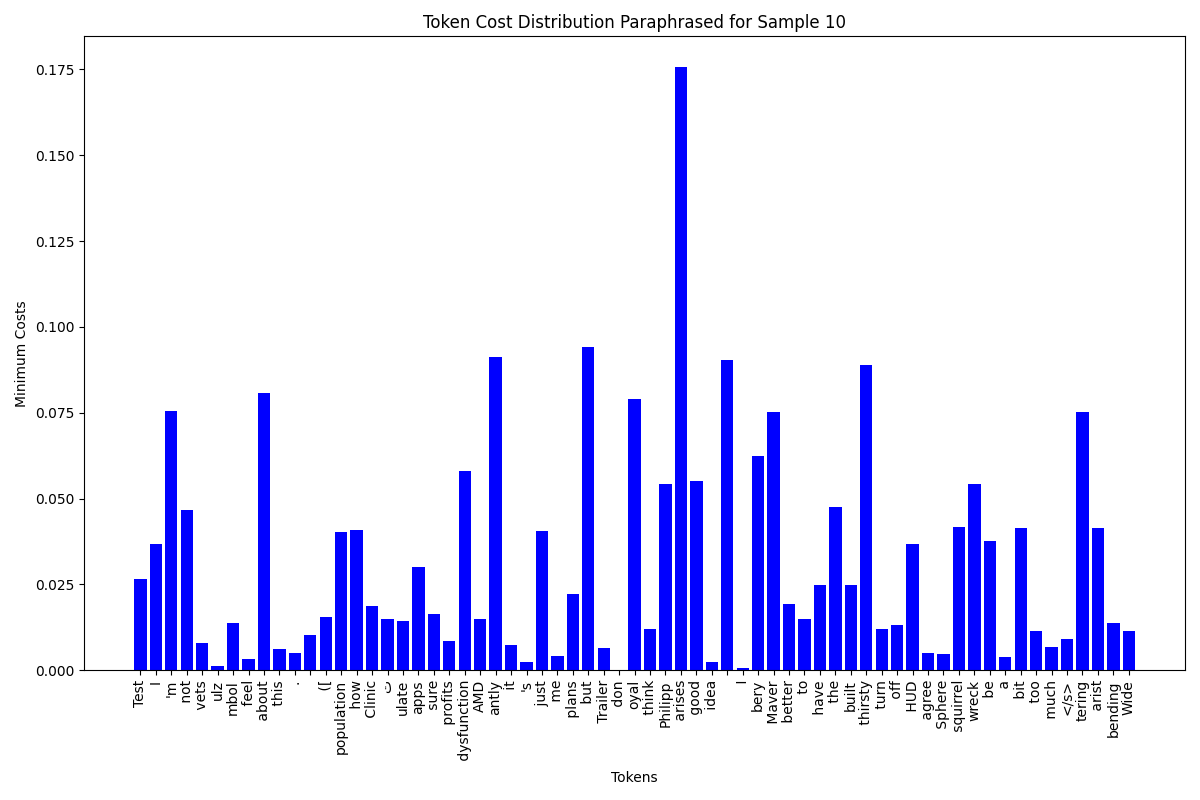 Token Cost Distribution Paraphrased for Sample 10
Minimum Costs
0.175
0.150
0.125
0.100
0.075
0.050
0.025
0.000
Test
I
'm
not
vets
ulz
mbol
feel
about
this
.
([
population
how
Clinic
ulate
apps
sure
profits
dysfunction
AMD
antly
it
's
just
me
plans
but
Trailer
don
oyal
think
Philipp
arises
good
idea
I
bery
Maver
better
to
have
the
built
thirsty
turn
off
HUD
agree
Sphere
squirrel
wreck
be
a
bit
too
much
</s>
tering
arist
bending
Wide
Tokens